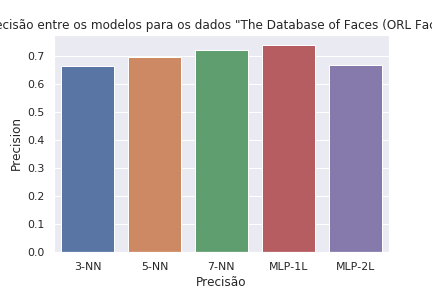 ecisão entre os modelos para os dados "The Database of Faces (ORL Fac
0.7
0.6
0.5
0.4
0.3
0.2
0.1
0.0
Precision
3-NN 5-NN 7-NN MLP-1L MLP-2L
Precisão